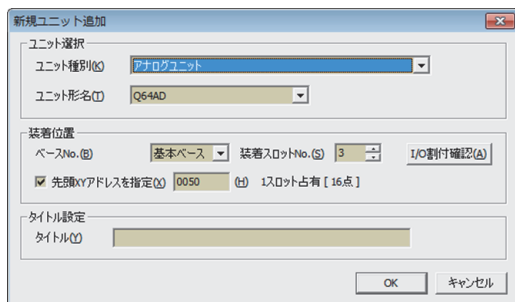 新規ユニット追加
ユニット選択
ユニット種別(K) アナログユニット
ユニット形名(T) Q64AD
装着位置
ベースNo.(B) 基本ベース 装着スロットNo.(S) 3 I/O割付確認(A)
先頭XYアドレスを指定(X) 0050 (H) 1スロット占有 [ 16点 ]
タイトル設定
タイトル(Y)
OK キャンセル